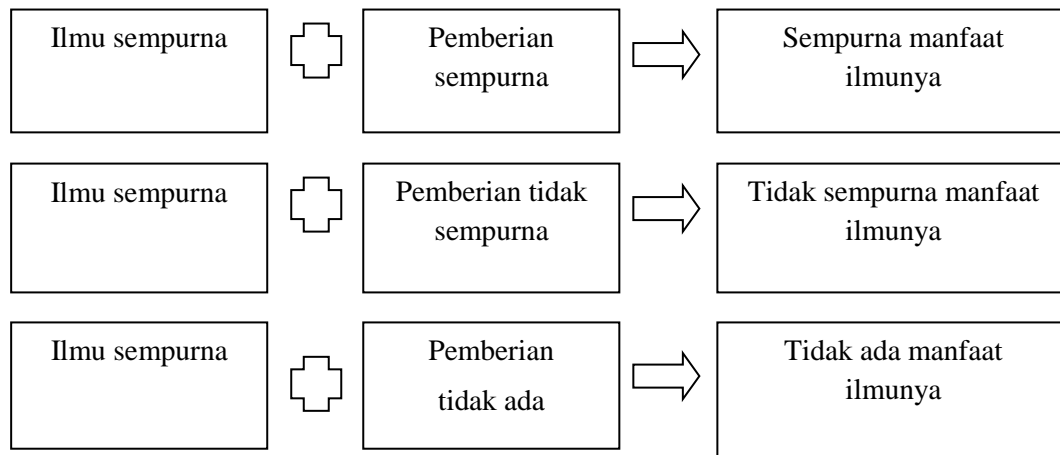 Ilmu sempurna
Pemberian
sempurna
Sempurna manfaat
ilmunya
Ilmu sempurna
Pemberian tidak
sempurna
Tidak sempurna manfaat
ilmunya
Ilmu sempurna
Pemberian
tidak ada
Tidak ada manfaat
ilmunya